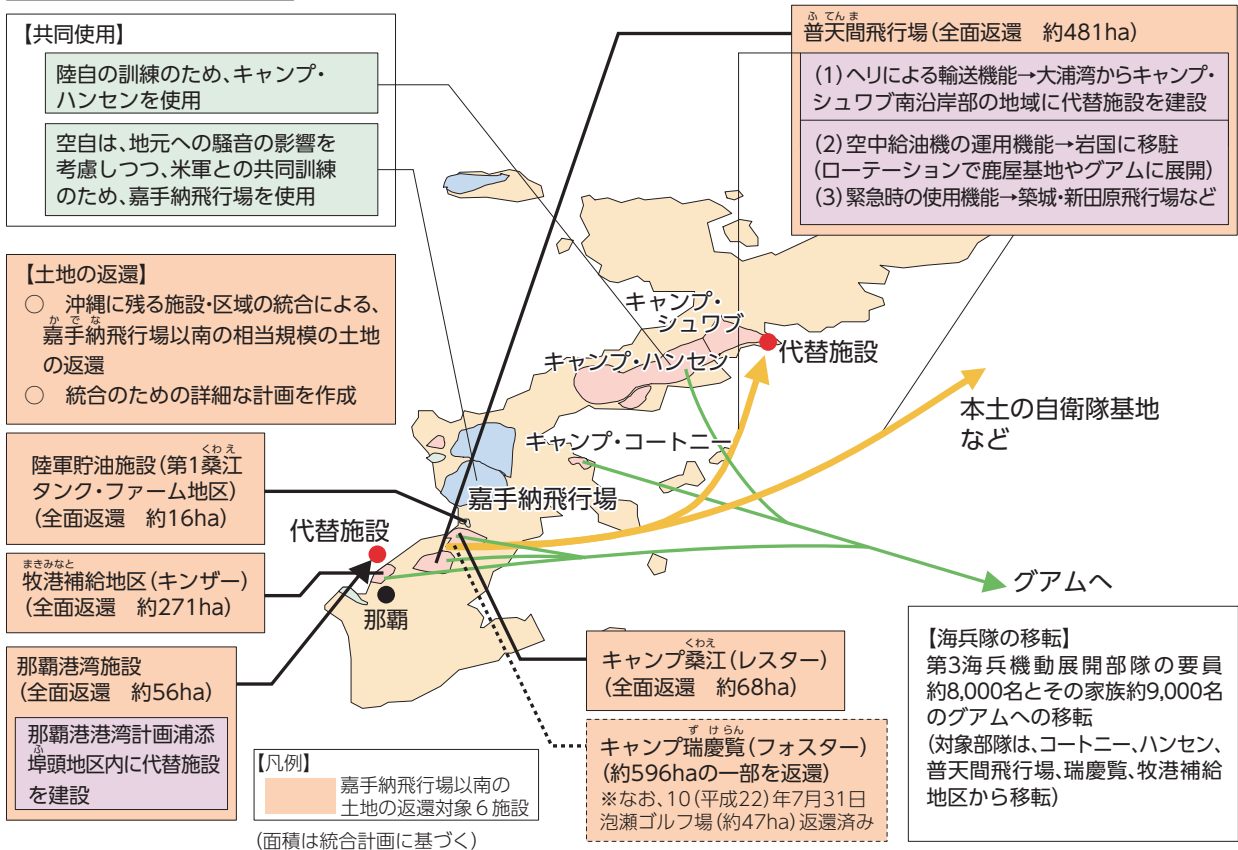 【共同使用】
陸自の訓練のため、キャンプ・
ハンセンを使用
空自は、地元への騒音の影響を
考慮しつつ、米軍との共同訓練
のため、嘉手納飛行場を使用
ふてんま
普天間飛行場(全面返還　約481ha)
(1)ヘリによる輸送機能→大浦湾からキャンプ・
シュワブ南沿岸部の地域に代替施設を建設
(2)空中給油機の運用機能→岩国に移駐
(ローテーションで鹿屋基地やグアムに展開)
(3)緊急時の使用機能→築城・新田原飛行場など
【土地の返還】
○　沖縄に残る施設・区域の統合による、
かでな
嘉手納飛行場以南の相当規模の土地
の返還
○　統合のための詳細な計画を作成
キャンプ・
シュワブ
代替施設
キャンプ・ハンセン
本土の自衛隊基地
など
キャンプ・コートニー
嘉手納飛行場
くわえ
陸軍貯油施設(第1桑江
タンク・ファーム地区)
(全面返還　約16ha)
代替施設
まきみなと
牧港補給地区(キンザー)
(全面返還　約271ha)
那覇
グアムへ
那覇港湾施設
(全面返還　約56ha)
那覇港港湾計画浦添
ふ
埠頭地区内に代替施設
を建設
くわえ
キャンプ桑江(レスター)
(全面返還　約68ha)
ずけらん
キャンプ瑞慶覧(フォスター)
(約596haの一部を返還)
※なお、10(平成22)年7月31日
泡瀬ゴルフ場(約47ha)返還済み
【海兵隊の移転】
第3海兵機動展開部隊の要員
約8,000名とその家族約9,000名
のグアムへの移転
(対象部隊は、コートニー、ハンセン、
普天間飛行場、瑞慶覧、牧港補給
地区から移転)
【凡例】
嘉手納飛行場以南の
土地の返還対象６施設
(面積は統合計画に基づく)